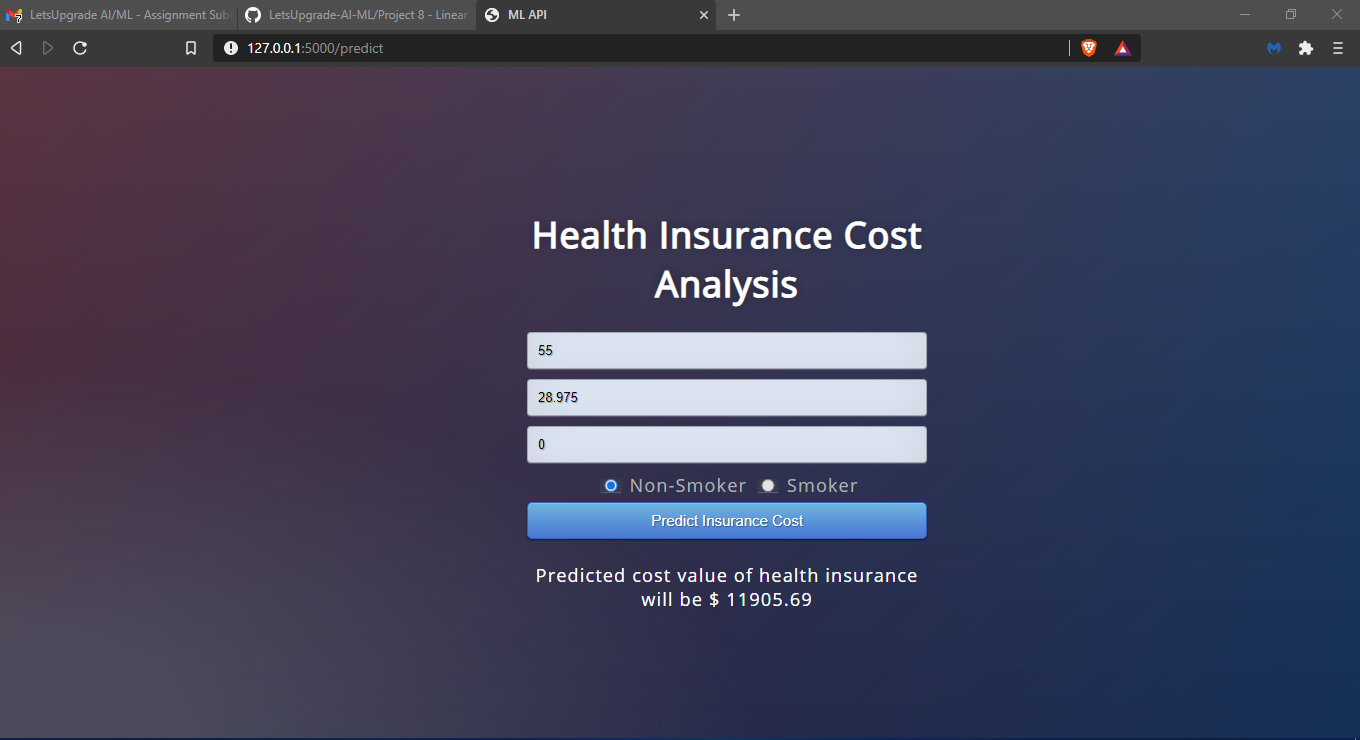 LetsUpgrade AI/ML - Assignment Sub
LetsUpgrade-AI-ML/Project 8 - Linear
ML API
127.0.0.1:5000/predict
Health Insurance Cost
Analysis
55
28.975
0
Non-Smoker Smoker
Predict Insurance Cost
Predicted cost value of health insurance
will be $ 11905.69